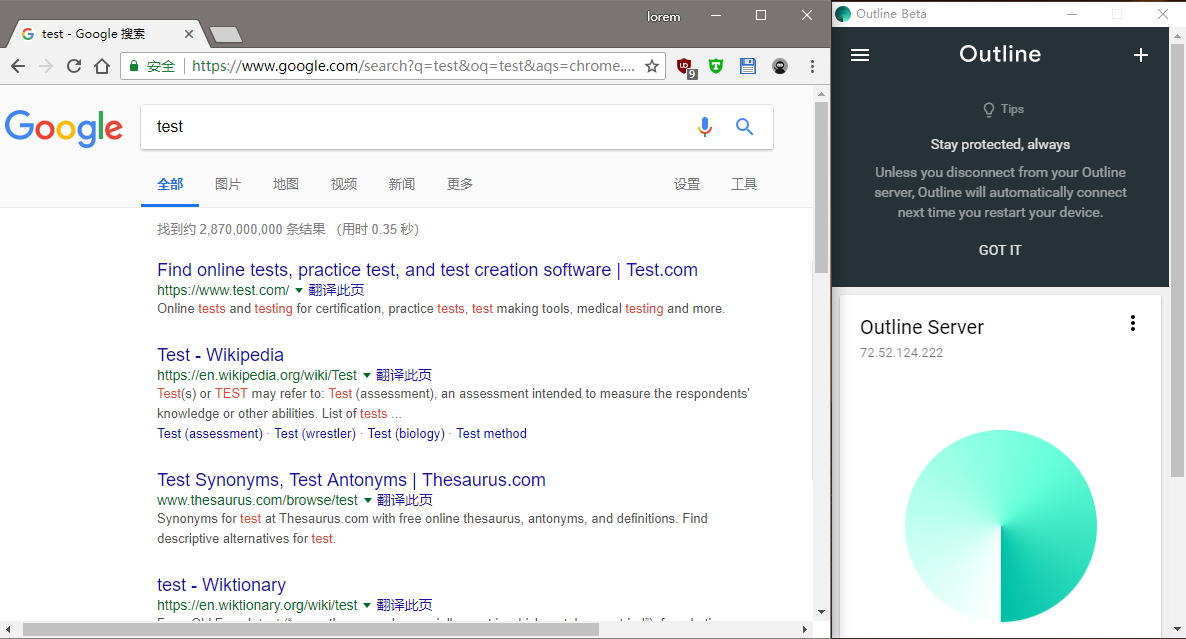 lorem
test - Google 搜索
安全
https://www.google.com/search?q=test&oq=test&aqs=chrome....
9
Google
test
全部 图片 地图 视频 新闻 更多 设置 工具
找到约 2,870,000,000 条结果 （用时 0.35 秒）
Find online tests, practice test, and test creation software | Test.com
https://www.test.com/ 翻译此页
Online tests and testing for certification, practice tests, test making tools, medical testing and more.
Test - Wikipedia
https://en.wikipedia.org/wiki/Test 翻译此页
Test(s) or TEST may refer to: Test (assessment), an assessment intended to measure the respondents'
knowledge or other abilities. List of tests ...
Test (assessment) · Test (wrestler) · Test (biology) · Test method
Test Synonyms, Test Antonyms | Thesaurus.com
www.thesaurus.com/browse/test 翻译此页
Synonyms for test at Thesaurus.com with free online thesaurus, antonyms, and definitions. Find
descriptive alternatives for test.
test - Wiktionary
https://en.wiktionary.org/wiki/test 翻译此页
Outline Beta
Outline
Tips
Stay protected, always
Unless you disconnect from your Outline
server, Outline will automatically connect
next time you restart your device.
GOT IT
Outline Server
72.52.124.222